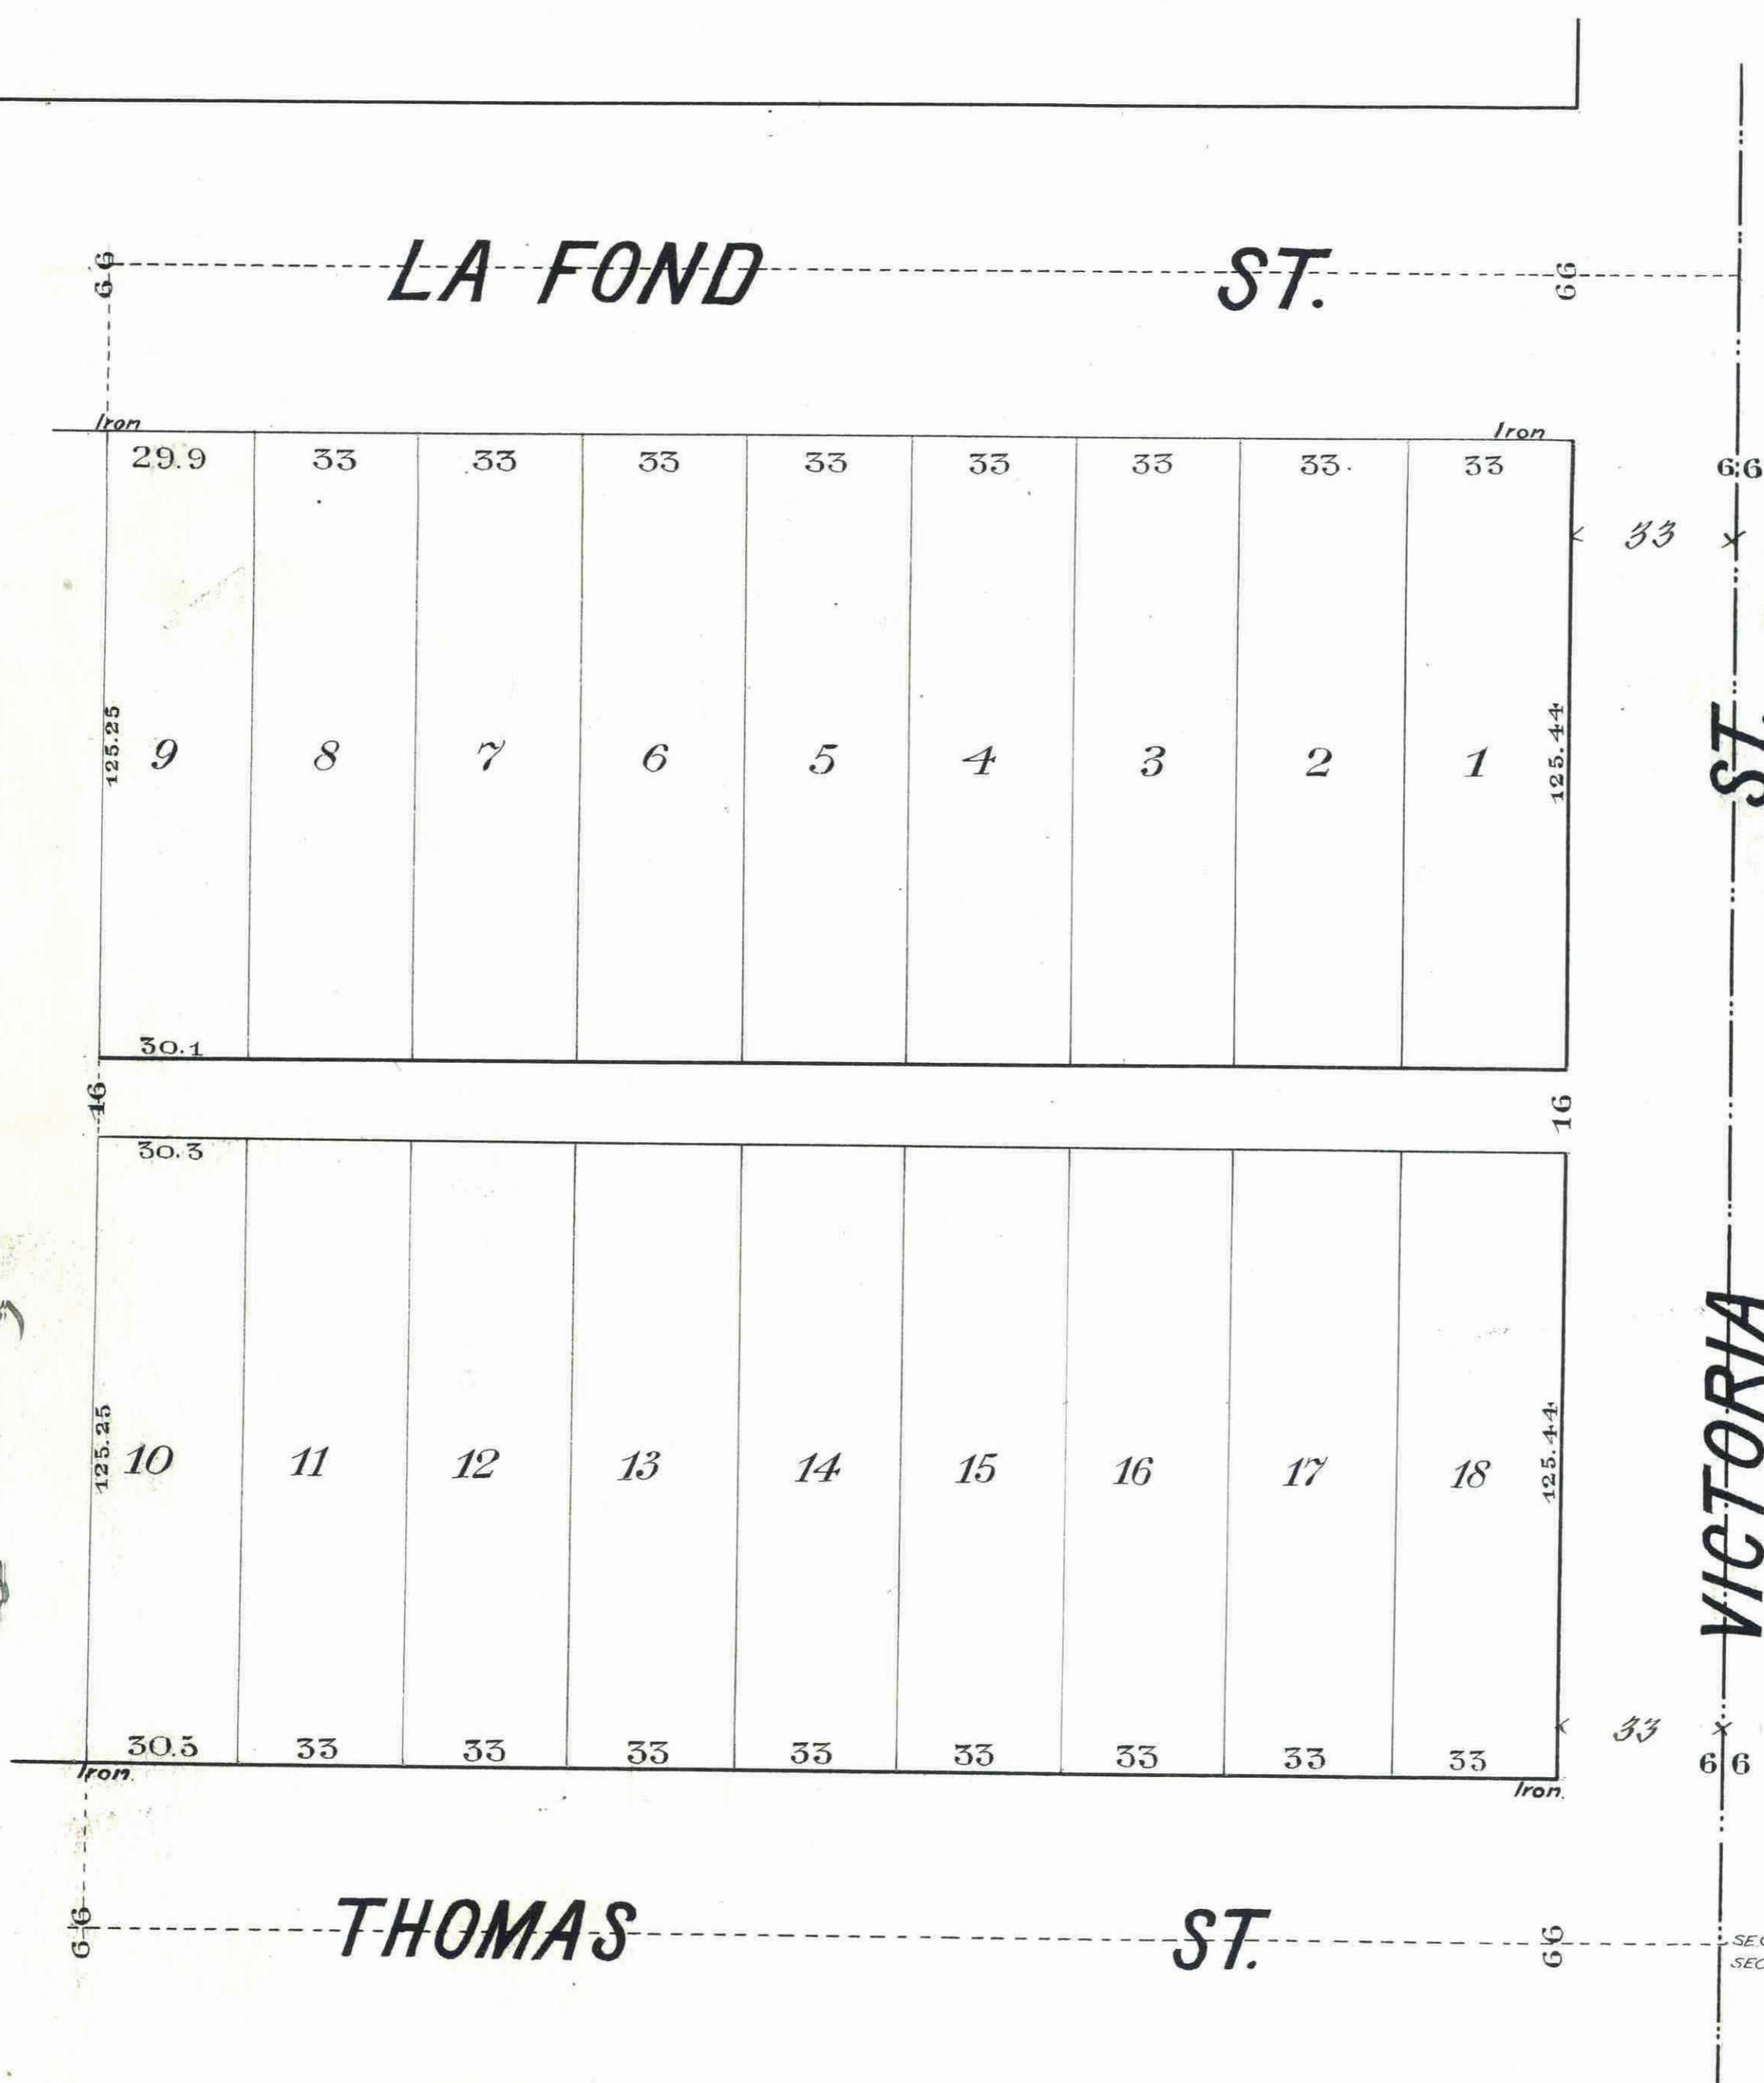 66 LA FOND ST. 66
Iron Iron
29.9 33 33 33 33 33 33 33 33 66
33
125.25 9 8 7 6 5 4 3 2 1 125.44 ST.
30.1
16 16
30.3
VICTORIA
125.25 10 11 12 13 14 15 16 17 18 125.44
33
30.5 33 33 33 33 33 33 33 33 66
Iron. Iron.
66 THOMAS ST. 66